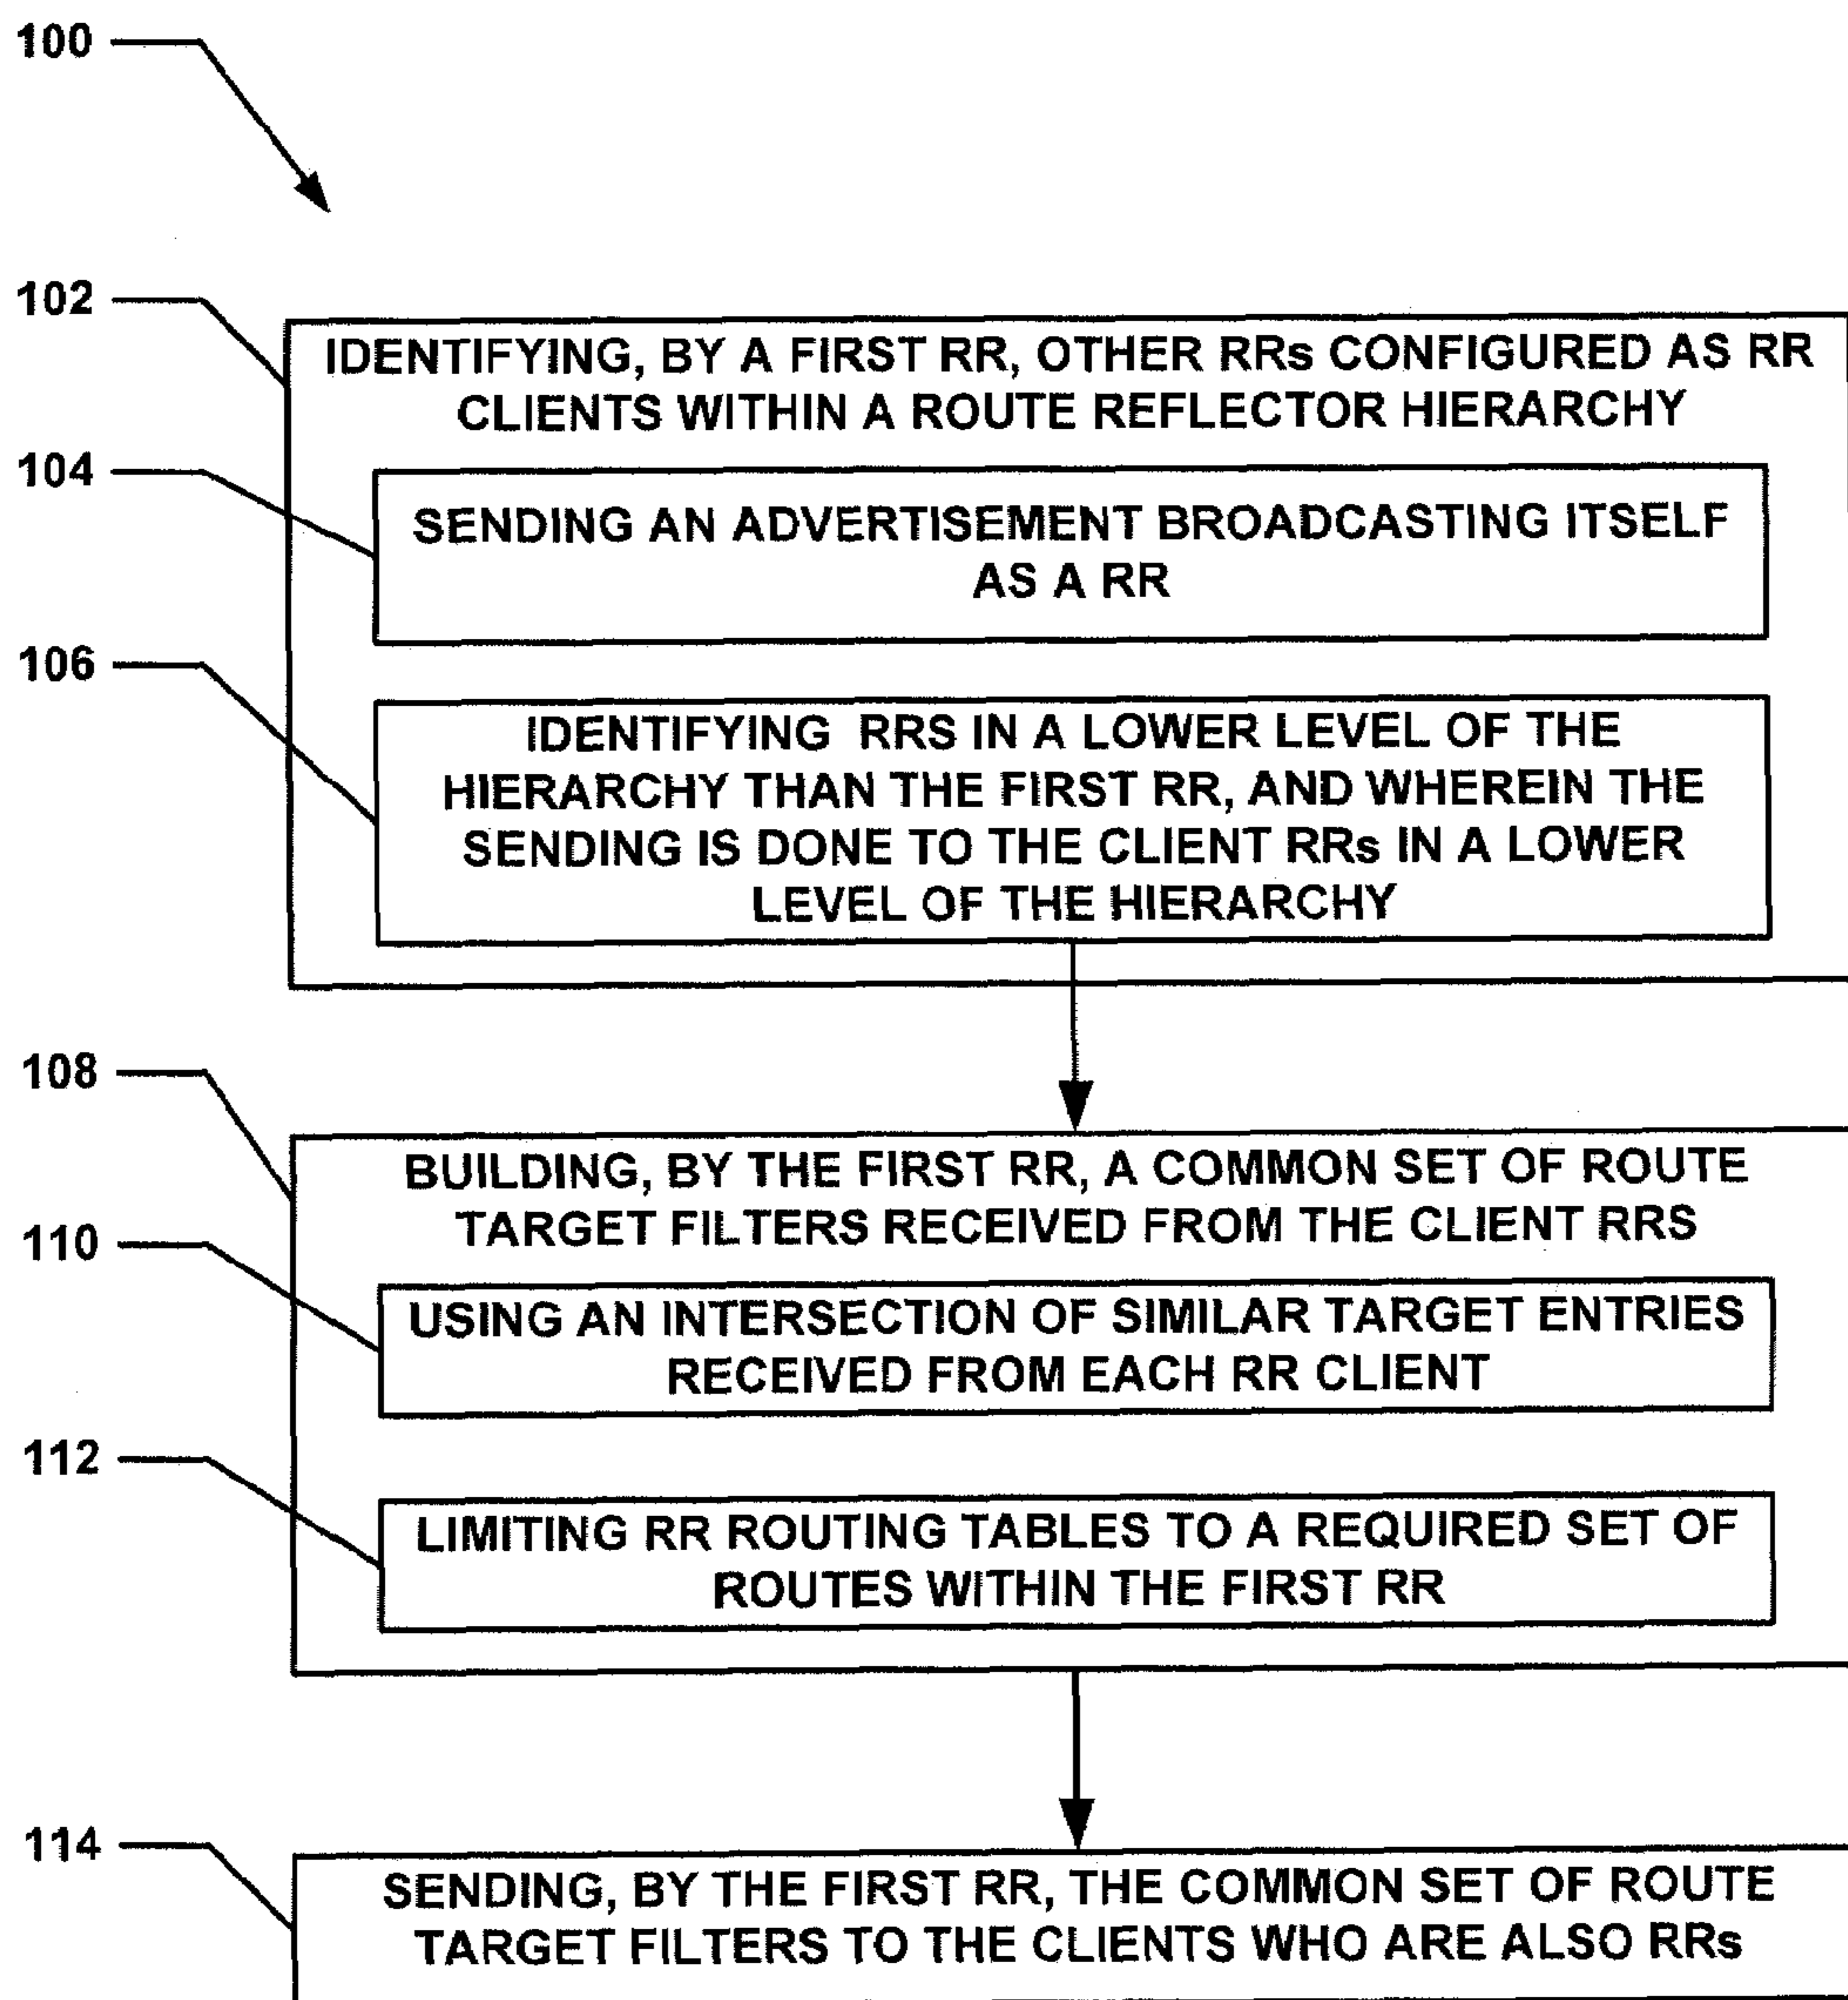 100
102
IDENTIFYING, BY A FIRST RR, OTHER RRs CONFIGURED AS RR
CLIENTS WITHIN A ROUTE REFLECTOR HIERARCHY
104
SENDING AN ADVERTISEMENT BROADCASTING ITSELF
AS A RR
106
IDENTIFYING RRS IN A LOWER LEVEL OF THE
HIERARCHY THAN THE FIRST RR, AND WHEREIN THE
SENDING IS DONE TO THE CLIENT RRs IN A LOWER
LEVEL OF THE HIERARCHY
108
BUILDING, BY THE FIRST RR, A COMMON SET OF ROUTE
TARGET FILTERS RECEIVED FROM THE CLIENT RRS
110
USING AN INTERSECTION OF SIMILAR TARGET ENTRIES
RECEIVED FROM EACH RR CLIENT
112
LIMITING RR ROUTING TABLES TO A REQUIRED SET OF
ROUTES WITHIN THE FIRST RR
114
SENDING, BY THE FIRST RR, THE COMMON SET OF ROUTE
TARGET FILTERS TO THE CLIENTS WHO ARE ALSO RRs